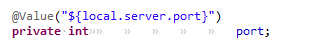 @Value("${local.server.port}")
private int port;